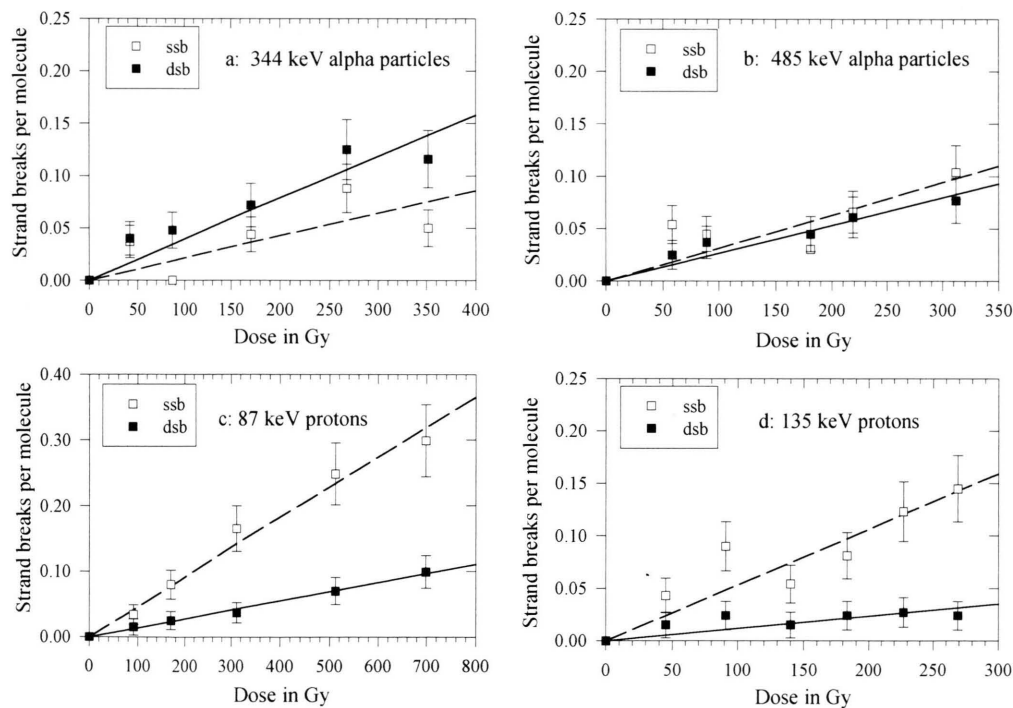 0.25
0.20
0.15
0.10
0.05
0.00
Strand breaks per molecule
ssb
dsb
a: 344 keV alpha particles
0 50 100 150 200 250 300 350 400
Dose in Gy
0.25
0.20
0.15
0.10
0.05
0.00
Strand breaks per molecule
ssb
dsb
b: 485 keV alpha particles
0 50 100 150 200 250 300 350
Dose in Gy
0.40
0.30
0.20
0.10
0.00
Strand breaks per molecule
ssb
dsb
c: 87 keV protons
0 100 200 300 400 500 600 700 800
Dose in Gy
0.25
0.20
0.15
0.10
0.05
0.00
Strand breaks per molecule
ssb
dsb
d: 135 keV protons
0 50 100 150 200 250 300
Dose in Gy